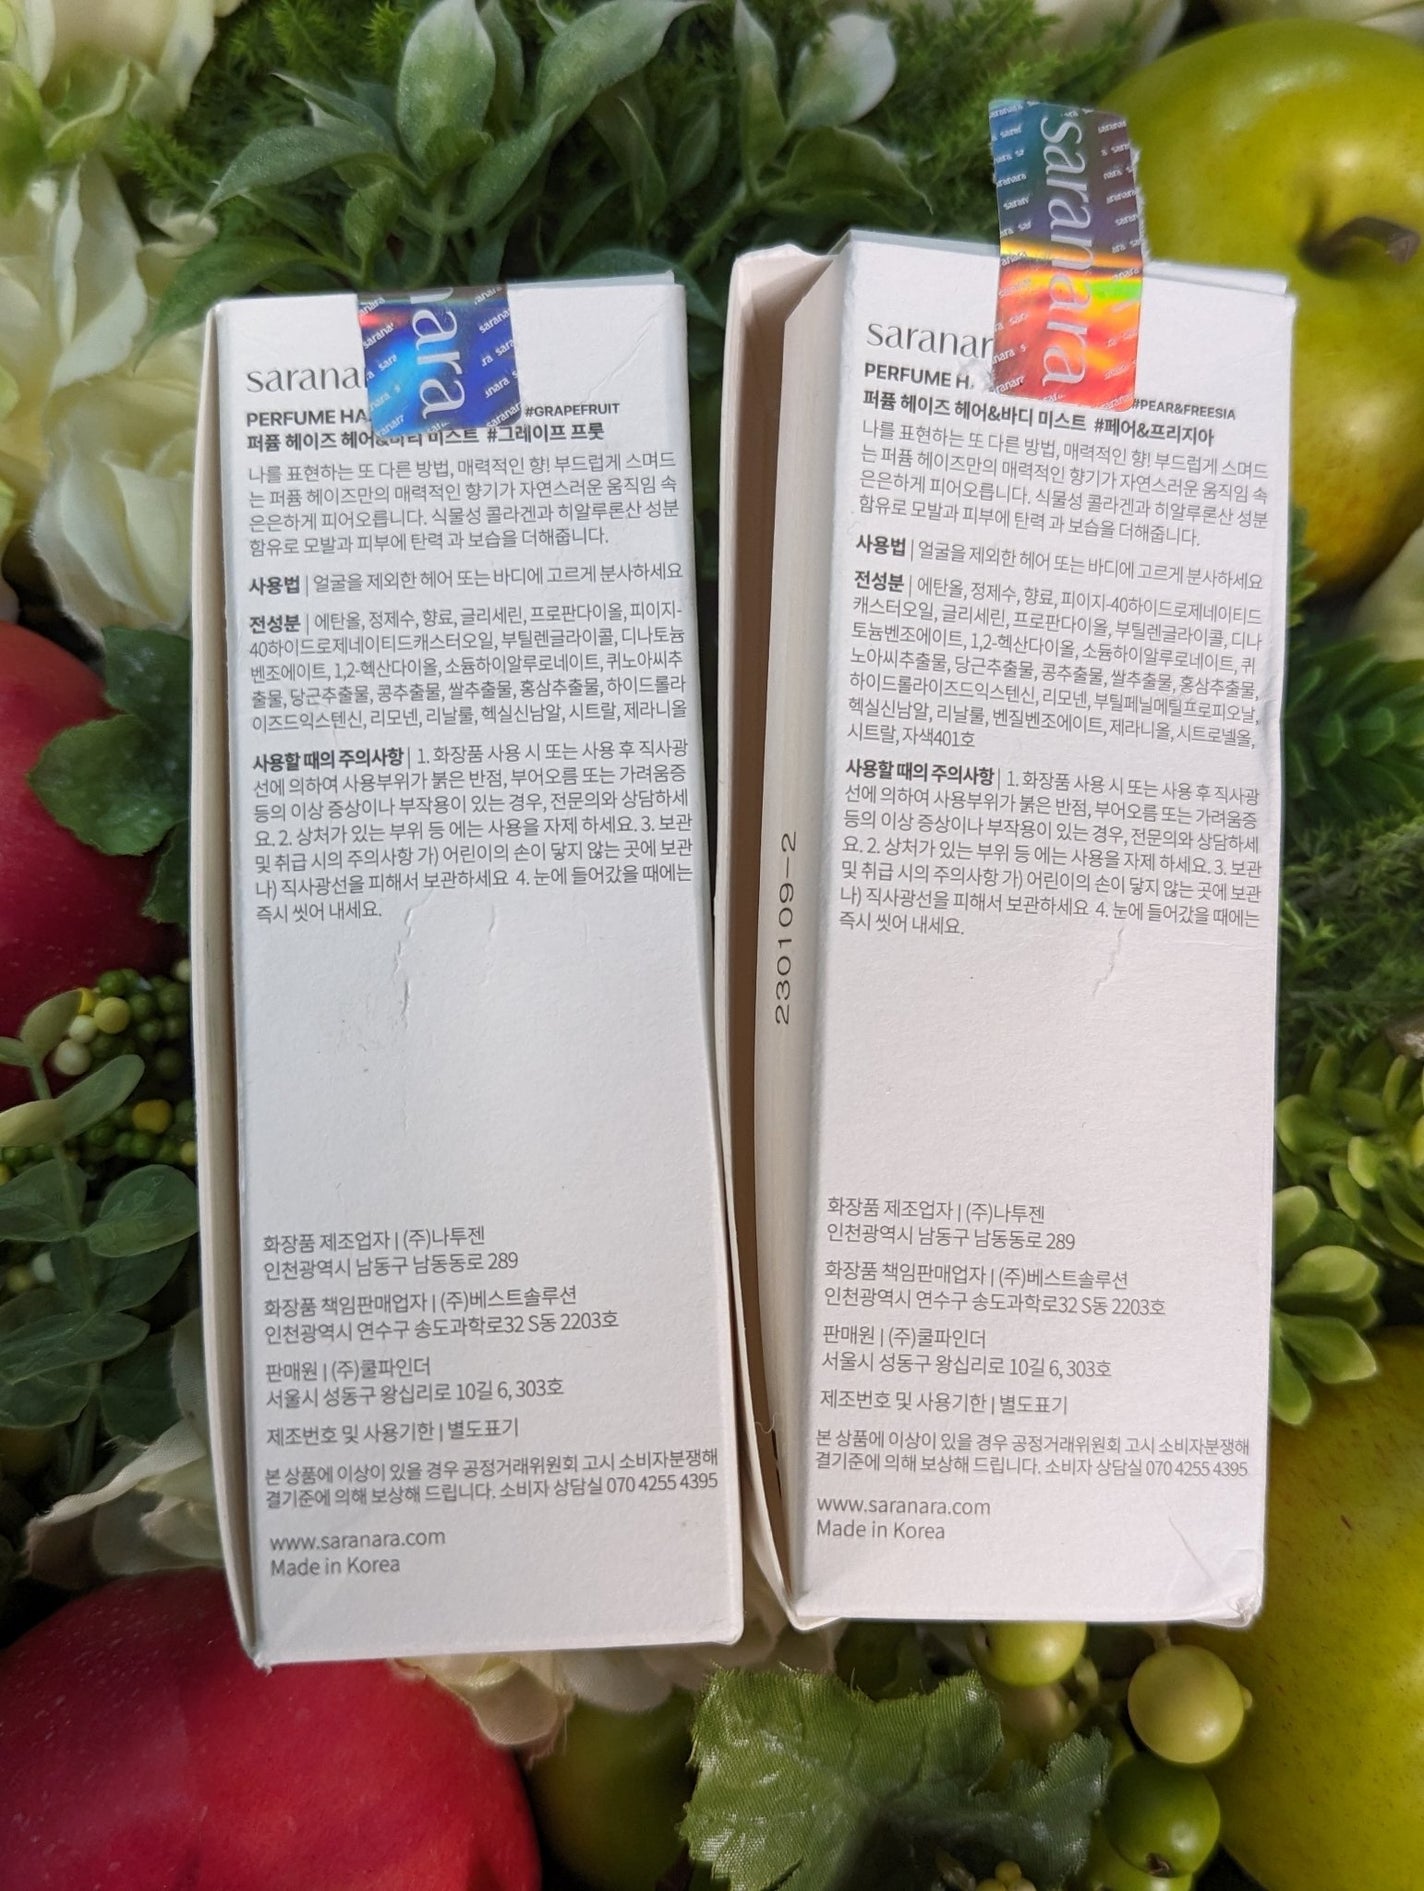 sarana
PERFUME HA
#GRAPEFRUIT
퍼퓸 헤이즈 헤어&바디 미스트 #그레이프 프룻
나를 표현하는 또 다른 방법, 매력적인 향! 부드럽게 스며드
는 퍼퓸 헤이즈만의 매력적인 향기가 자연스러운 움직임 속
은은하게 피어오릅니다. 식물성 콜라겐과 히알루론산 성분
함유로 모발과 피부에 탄력 과 보습을 더해줍니다.
사용법 | 얼굴을 제외한 헤어 또는 바디에 고르게 분사하세요
전성분 | 에탄올, 정제수, 향료, 글리세린, 프로판다이올, 피이지-
40하이드로제네이티드캐스터오일, 부틸렌글라이콜, 디나토늄
벤조에이트, 1,2-헥산다이올, 소듐하이알루로네이트, 퀴노아씨추
출물, 당근추출물, 콩추출물, 쌀추출물, 홍삼추출물, 하이드롤라
이즈드익스텐신, 리모넨, 리날룰, 헥실신남알, 시트랄, 제라니올
사용할 때의 주의사항 | 1. 화장품 사용 시 또는 사용 후 직사광
선에 의하여 사용부위가 붉은 반점, 부어오름 또는 가려움증
등의 이상 증상이나 부작용이 있는 경우, 전문의와 상담하세
요. 2. 상처가 있는 부위 등 에는 사용을 자제 하세요. 3. 보관
및 취급 시의 주의사항 가) 어린이의 손이 닿지 않는 곳에 보관
나) 직사광선을 피해서 보관하세요 4. 눈에 들어갔을 때에는
즉시 씻어 내세요.
화장품 제조업자 | (주)나투젠
인천광역시 남동구 남동동로 289
화장품 책임판매업자 | (주)베스트솔루션
인천광역시 연수구 송도과학로32 S동 2203호
판매원 | (주)쿨파인더
서울시 성동구 왕십리로 10길 6, 303호
제조번호 및 사용기한 | 별도표기
본 상품에 이상이 있을 경우 공정거래위원회 고시 소비자분쟁해
결기준에 의해 보상해 드립니다. 소비자 상담실 070 4255 4395
www.saranara.com
Made in Korea
230109-2
saranara
saranar
PERFUME H
#PEAR&FREESIA
퍼퓸 헤이즈 헤어&바디 미스트 #페어&프리지아
나를 표현하는 또 다른 방법, 매력적인 향! 부드럽게 스며드
는 퍼퓸 헤이즈만의 매력적인 향기가 자연스러운 움직임 속
은은하게 피어오릅니다. 식물성 콜라겐과 히알루론산 성분
함유로 모발과 피부에 탄력 과 보습을 더해줍니다.
사용법 | 얼굴을 제외한 헤어 또는 바디에 고르게 분사하세요
전성분 | 에탄올, 정제수, 향료, 피이지-40하이드로제네이티드
캐스터오일, 글리세린, 프로판다이올, 부틸렌글라이콜, 디나
토늄벤조에이트, 1,2-헥산다이올, 소듐하이알루로네이트, 퀴
노아씨추출물, 당근추출물, 콩추출물, 쌀추출물, 홍삼추출물,
하이드롤라이즈드익스텐신, 리모넨, 부틸페닐메틸프로피오날,
헥실신남알, 리날룰, 벤질벤조에이트, 제라니올, 시트로넬올,
시트랄, 자색401호
사용할 때의 주의사항 | 1. 화장품 사용 시 또는 사용 후 직사광
선에 의하여 사용부위가 붉은 반점, 부어오름 또는 가려움증
등의 이상 증상이나 부작용이 있는 경우, 전문의와 상담하세
요. 2. 상처가 있는 부위 등 에는 사용을 자제 하세요. 3. 보관
및 취급 시의 주의사항 가) 어린이의 손이 닿지 않는 곳에 보관
나) 직사광선을 피해서 보관하세요 4. 눈에 들어갔을 때에는
즉시 씻어 내세요.
화장품 제조업자 | (주)나투젠
인천광역시 남동구 남동동로 289
화장품 책임판매업자 | (주)베스트솔루션
인천광역시 연수구 송도과학로32 S동 2203호
판매원 | (주)쿨파인더
서울시 성동구 왕십리로 10길 6, 303호
제조번호 및 사용기한 | 별도표기
본 상품에 이상이 있을 경우 공정거래위원회 고시 소비자분쟁해
결기준에 의해 보상해 드립니다. 소비자 상담실 070 4255 4395
www.saranara.com
Made in Korea